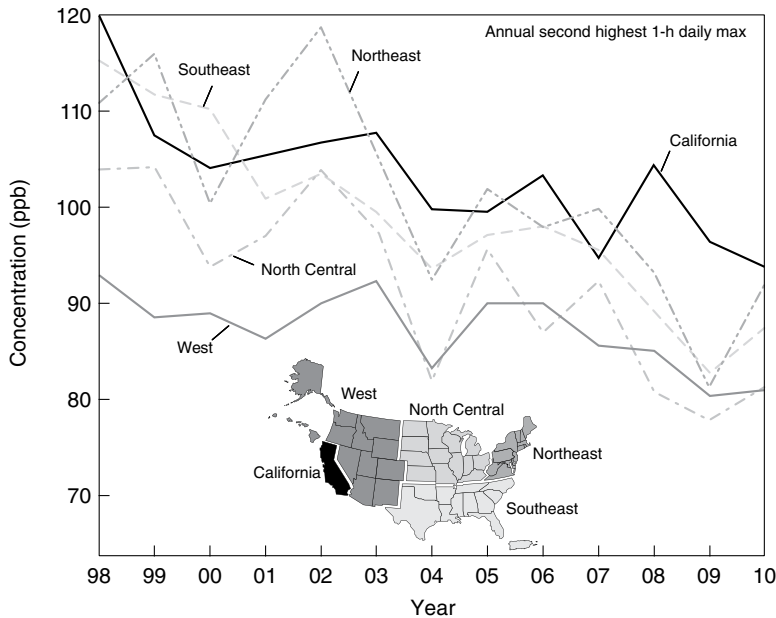 Annual second highest 1-h daily max
120
110
100
90
80
70
Concentration (ppb)
Southeast
Northeast
California
North Central
West
West
North Central
Northeast
California
Southeast
98 99 00 01 02 03 04 05 06 07 08 09 10
Year